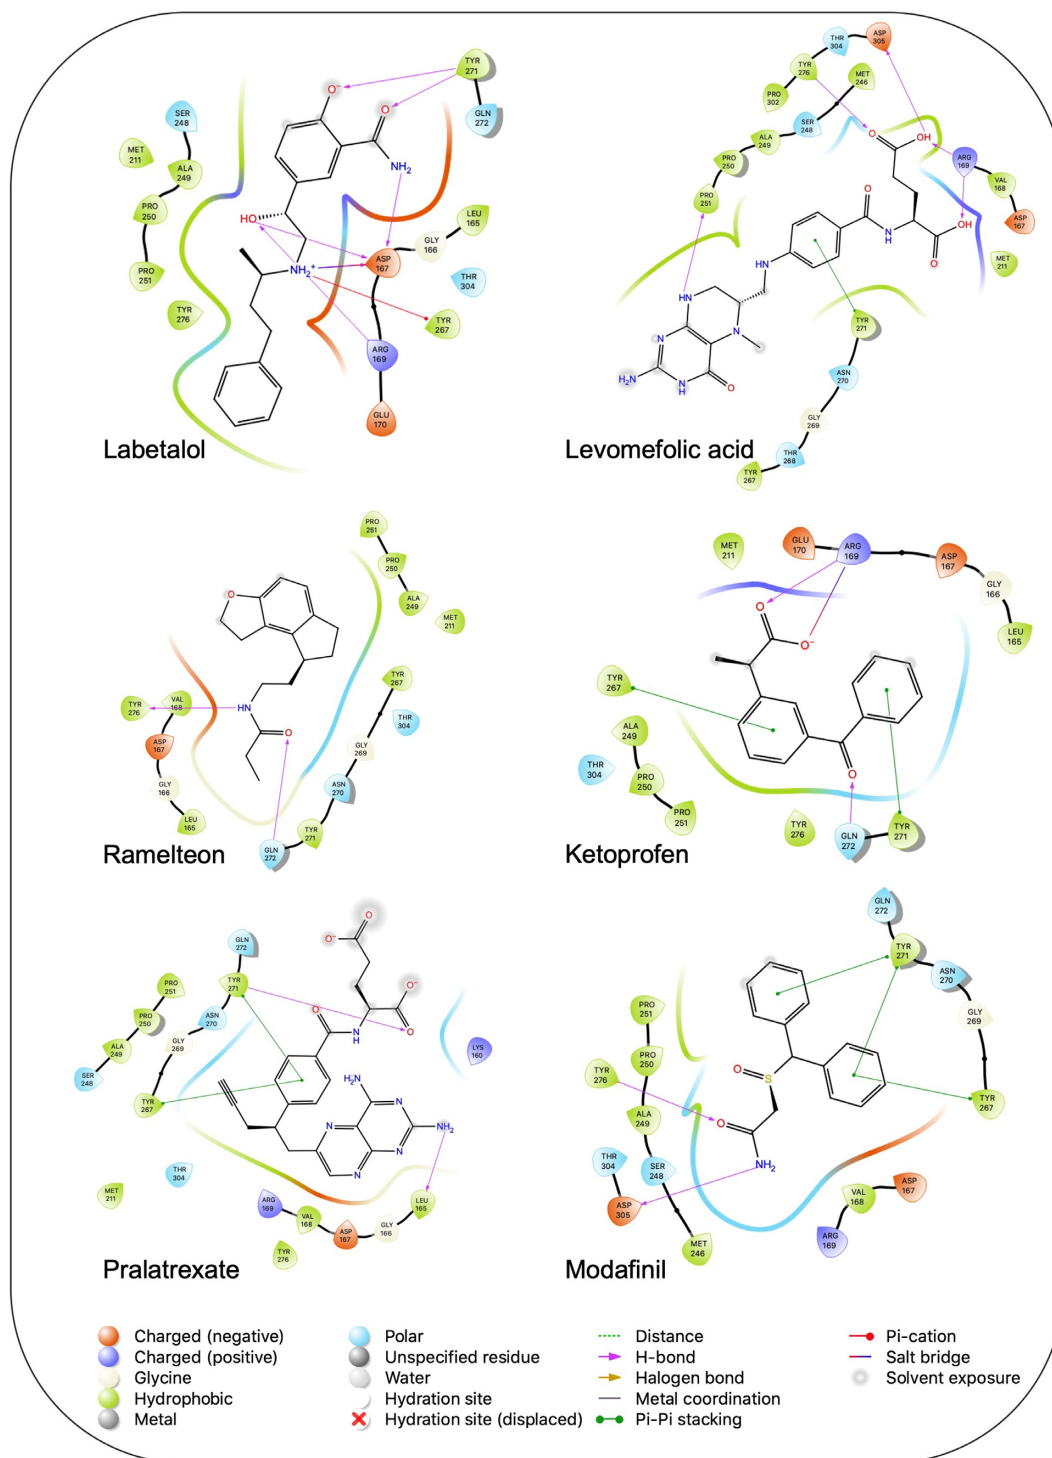 TYR
271
O⁻
O
GLN
272
SER
248
MET
211
ALA
249
NH₂
PRO
250
HO
LEU
165
GLY
166
ASP
167
NH₂⁺
PRO
251
THR
304
TYR
276
TYR
267
ARG
169
GLU
170
Labetalol
THR
304
ASP
305
TYR
276
MET
246
PRO
302
SER
248
O
OH
ALA
249
PRO
250
ARG
169
VAL
168
PRO
251
O
OH
ASP
167
N
H
O
MET
211
NH
HN
TYR
271
N
N
ASN
270
H₂N
N
H
O
GLY
269
THR
268
TYR
267
Levomefolic acid
PRO
251
PRO
250
ALA
249
MET
211
O
TYR
267
TYR
276
VAL
168
HN
THR
304
ASP
167
O
GLY
269
GLY
166
ASN
270
LEU
165
TYR
271
GLN
272
Ramelteon
MET
211
GLU
170
ARG
169
ASP
167
GLY
166
O
LEU
165
O⁻
TYR
267
ALA
249
THR
304
PRO
250
O
PRO
251
TYR
276
GLN
272
TYR
271
Ketoprofen
O
O⁻
GLN
272
TYR
271
O⁻
PRO
251
O
O
PRO
250
ASN
270
N
H
GLY
269
ALA
249
LYS
160
SER
248
H₂N
TYR
267
N
N
NH₂
N
N
THR
304
MET
211
ARG
169
VAL
168
ASP
167
GLY
166
LEU
165
TYR
276
Pralatrexate
GLN
272
TYR
271
ASN
270
PRO
251
GLY
269
PRO
250
TYR
276
O
S
TYR
267
ALA
249
O
THR
304
SER
248
NH₂
ASP
305
VAL
168
ASP
167
ARG
169
MET
246
Modafinil
Charged (negative)
Charged (positive)
Glycine
Hydrophobic
Metal
Polar
Unspecified residue
Water
Hydration site
Hydration site (displaced)
Distance
H-bond
Halogen bond
Metal coordination
Pi-Pi stacking
Pi-cation
Salt bridge
Solvent exposure